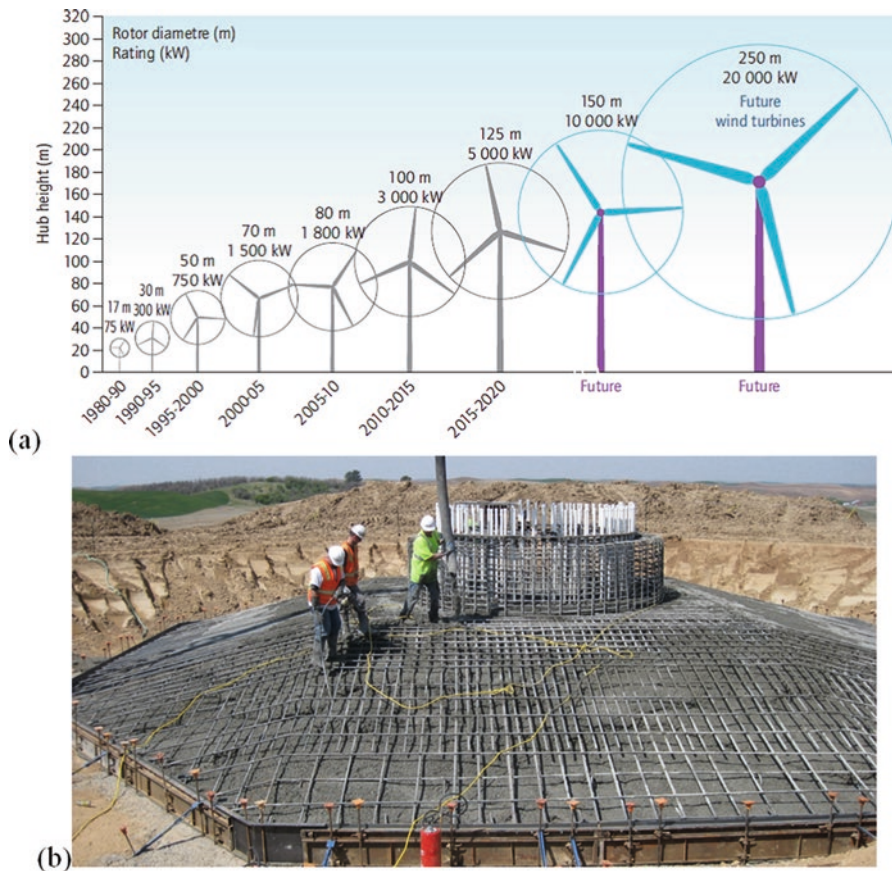 Rotor diametre (m)
Rating (kW)
Hub height (m)
320
300
280
260
240
220
200
180
160
140
120
100
80
60
40
20
0
17 m
75 kW
30 m
300 kW
50 m
750 kW
70 m
1 500 kW
80 m
1 800 kW
100 m
3 000 kW
125 m
5 000 kW
150 m
10 000 kW
250 m
20 000 kW
Future
wind turbines
1980-90
1990-95
1995-2000
2000-05
2005-10
2010-2015
2015-2020
Future
Future
(a)
(b)